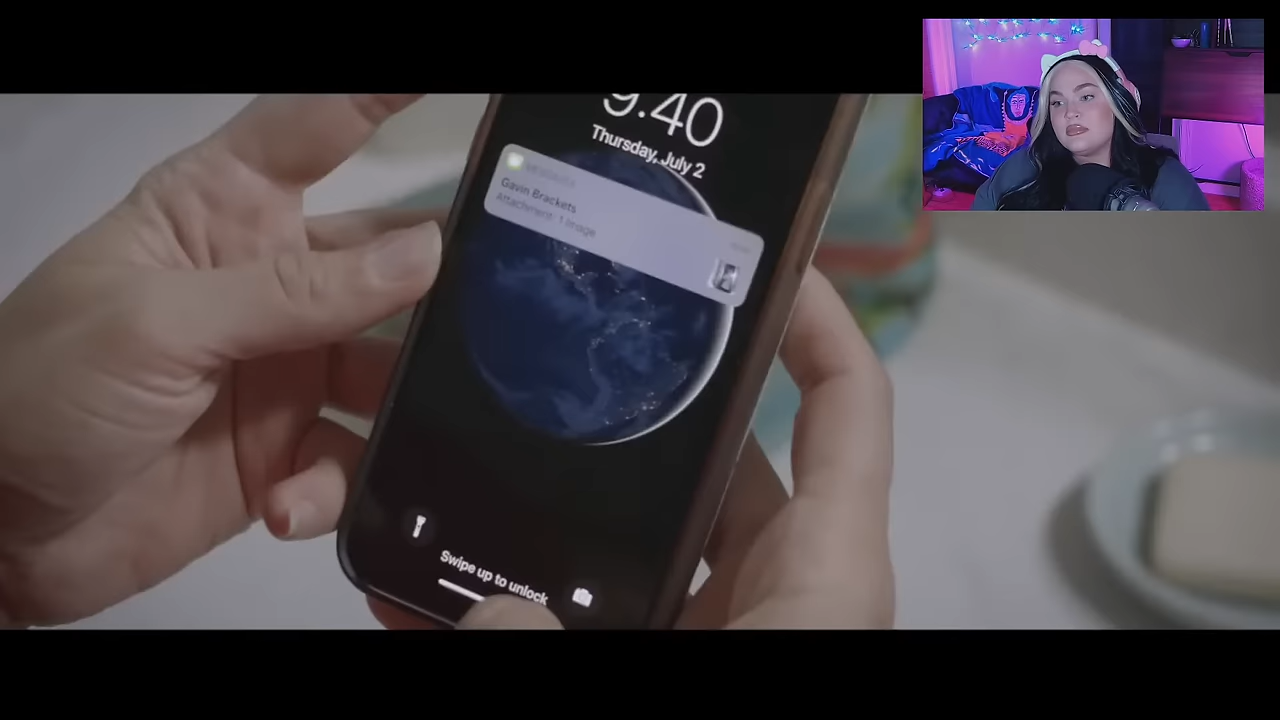 9:40
Thursday, July 2
Gavin Brackets
Attachment: 1 Image
Swipe up to unlock